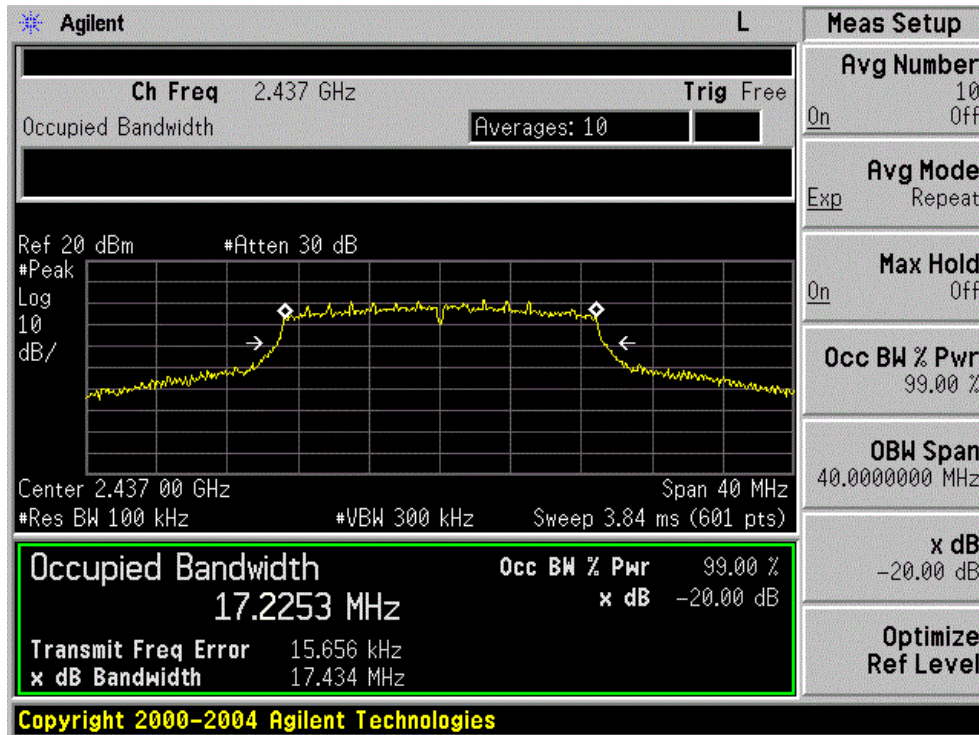 Agilent L Meas Setup
Ch Freq 2.437 GHz Trig Free
Occupied Bandwidth Averages: 10
Ref 20 dBm #Atten 30 dB
#Peak
Log
10
dB/
Center 2.437 00 GHz Span 40 MHz
#Res BW 100 kHz #VBW 300 kHz Sweep 3.84 ms (601 pts)
Occupied Bandwidth Occ BW % Pwr 99.00 %
17.2253 MHz x dB -20.00 dB
Transmit Freq Error 15.656 kHz
x dB Bandwidth 17.434 MHz
Copyright 2000-2004 Agilent Technologies
Avg Number
10
On Off
Avg Mode
Exp Repeat
Max Hold
On Off
Occ BW % Pwr
99.00 %
OBW Span
40.0000000 MHz
x dB
-20.00 dB
Optimize
Ref Level